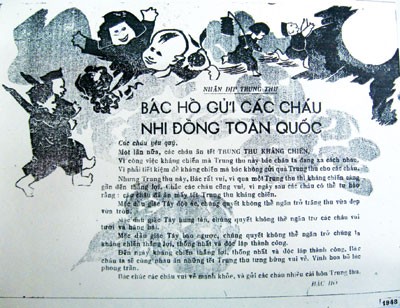 NHÂN DỊP TRUNG THU
BÁC HỒ GỬI CÁC CHÁU
NHI ĐỒNG TOÀN QUỐC
Các cháu yêu quý,
Một lần nữa, các cháu ăn tết TRUNG THU KHÁNG CHIẾN.
Vì công việc kháng chiến mà Trung thu này bác cháu ta đang xa cách nhau.
Vì phải tiết kiệm để kháng chiến mà bác không gửi quà Trung thu cho các cháu.
Nhưng Trung thu này, Bác rất vui, vì qua một Trung thu thì kháng chiến càng
gần đến thắng lợi. Chắc các cháu cũng vui, vì ngày sau các cháu có thể tự hào
rằng : các cháu đã ăn mấy tết Trung thu kháng chiến.
Mặc dầu giặc Tây độc ác, chúng quyết không thể ngăn trở trăng thu vừa đẹp
vừa tròn.
Mặc dầu giặc Tây hung tàn, chúng quyết không thể ngăn trở các cháu vui
tươi và hăng hái.
Mặc dầu giặc Tây bạo ngược, chúng quyết không thể ngăn trở chúng ta
kháng chiến thắng lợi, thống nhất và độc lập thành công.
Đến ngày kháng chiến thắng lợi, thống nhất và độc lập thành công, Bác
cháu ta sẽ cùng nhau ăn những tết Trung thu tưng bừng vui vẻ.
Bác chúc các cháu vui vẻ mạnh khỏe, và gửi các cháu nhiều cái hôn Trung thu.
BÁC HỒ
1948